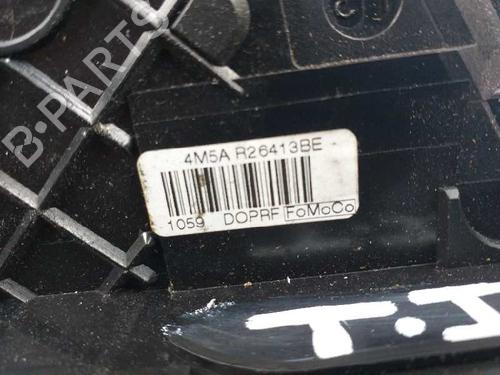 B-PARTS
4M5A R26413BE
1059 DOPRF FoMoCo
T.I